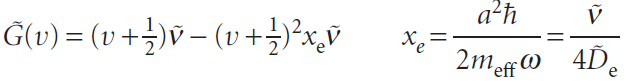 G̃(υ) = (υ + 1/2)ν̃ − (υ + 1/2)²xₑν̃    xₑ = a²ℏ / 2m_eff ω = ν̃ / 4D̃ₑ